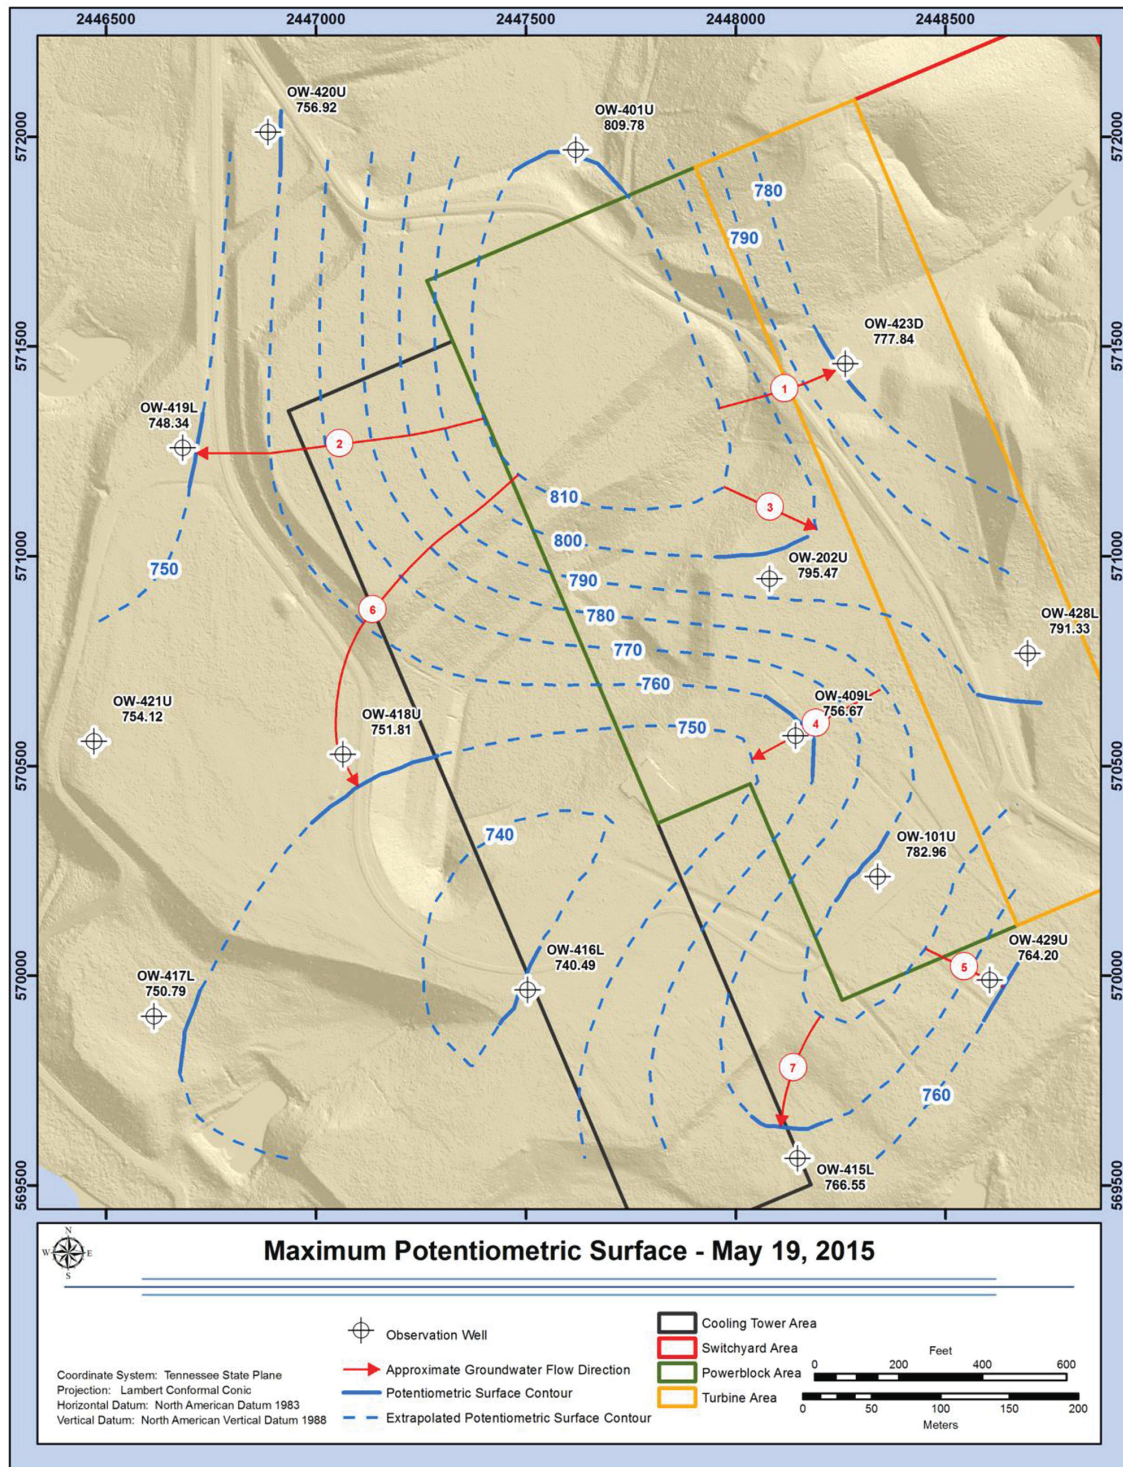 2446500 2447000 2447500 2448000 2448500
572000
571500
571000
570500
570000
569500
572000
571500
571000
570500
570000
569500
OW-420U
756.92
OW-401U
809.78
780
790
OW-423D
777.84
1
OW-419L
748.34
2
810
3
800
OW-202U
795.47
750
790
6
780
OW-428L
791.33
770
760
OW-409L
756.67
4
OW-421U
754.12
OW-418U
751.81
750
740
OW-101U
782.96
OW-416L
740.49
OW-429U
764.20
5
OW-417L
750.79
7
760
OW-415L
766.55
N
W E
S
Maximum Potentiometric Surface - May 19, 2015
Observation Well
Approximate Groundwater Flow Direction
Potentiometric Surface Contour
Extrapolated Potentiometric Surface Contour
Cooling Tower Area
Switchyard Area
Powerblock Area
Turbine Area
Feet
0 200 400 600
0 50 100 150 200
Meters
Coordinate System: Tennessee State Plane
Projection: Lambert Conformal Conic
Horizontal Datum: North American Datum 1983
Vertical Datum: North American Vertical Datum 1988